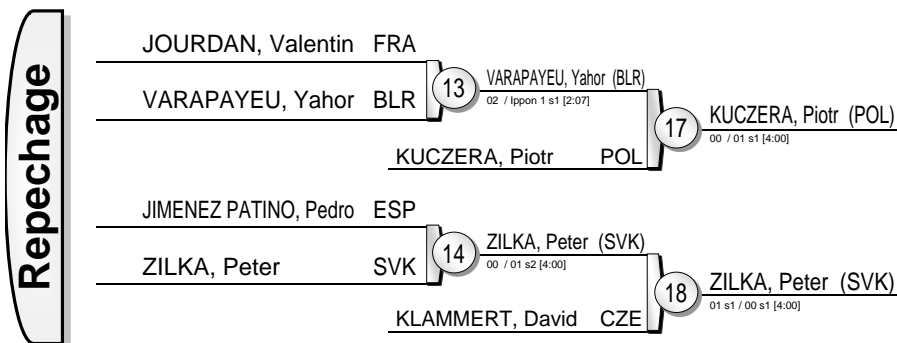 Repechage
JOURDAN, Valentin FRA
VARAPAYEU, Yahor BLR
13
VARAPAYEU, Yahor (BLR)
02 / Ippon 1 s1 [2:07]
KUCZERA, Piotr POL
17
KUCZERA, Piotr (POL)
00 / 01 s1 [4:00]
JIMENEZ PATINO, Pedro ESP
ZILKA, Peter SVK
14
ZILKA, Peter (SVK)
00 / 01 s2 [4:00]
KLAMMERT, David CZE
18
ZILKA, Peter (SVK)
01 s1 / 00 s1 [4:00]